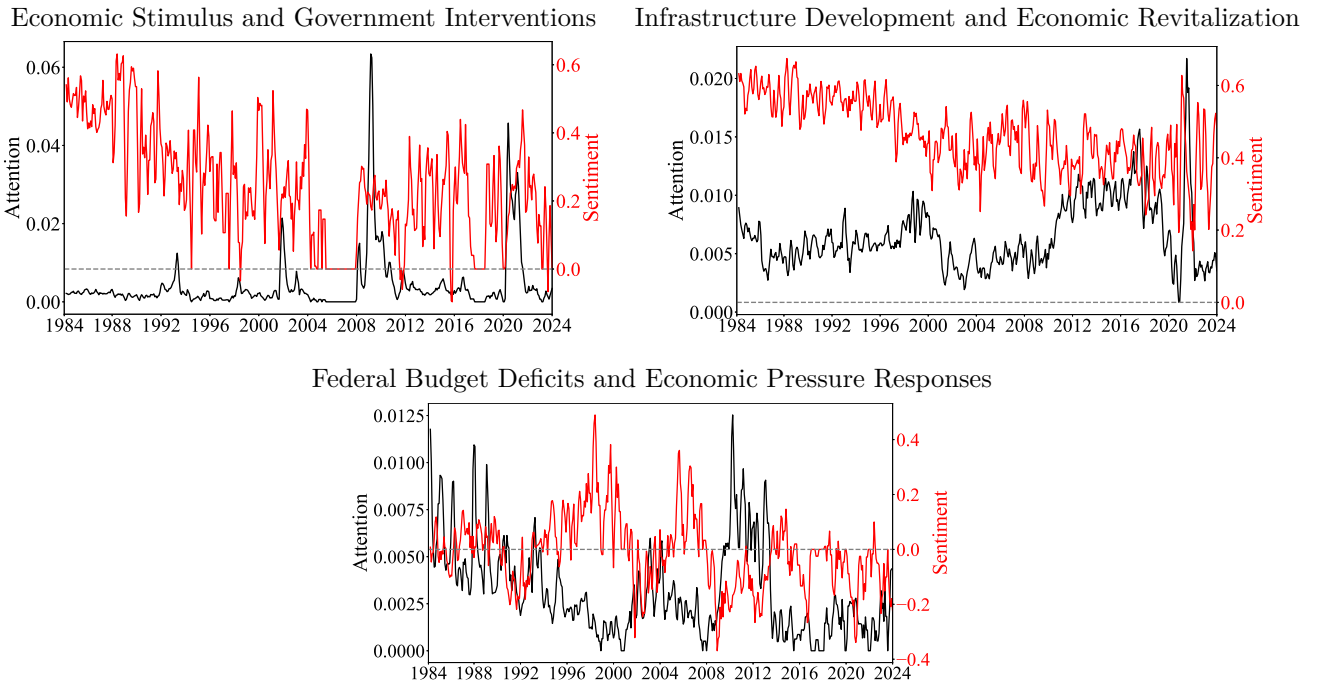 Economic Stimulus and Government Interventions
0.06
0.04
0.02
0.00
Attention
0.6
0.4
0.2
0.0
Sentiment
1984 1988 1992 1996 2000 2004 2008 2012 2016 2020 2024
Infrastructure Development and Economic Revitalization
0.020
0.015
0.010
0.005
0.000
Attention
0.6
0.4
0.2
0.0
Sentiment
1984 1988 1992 1996 2000 2004 2008 2012 2016 2020 2024
Federal Budget Deficits and Economic Pressure Responses
0.0125
0.0100
0.0075
0.0050
0.0025
0.0000
Attention
0.4
0.2
0.0
−0.2
−0.4
Sentiment
1984 1988 1992 1996 2000 2004 2008 2012 2016 2020 2024